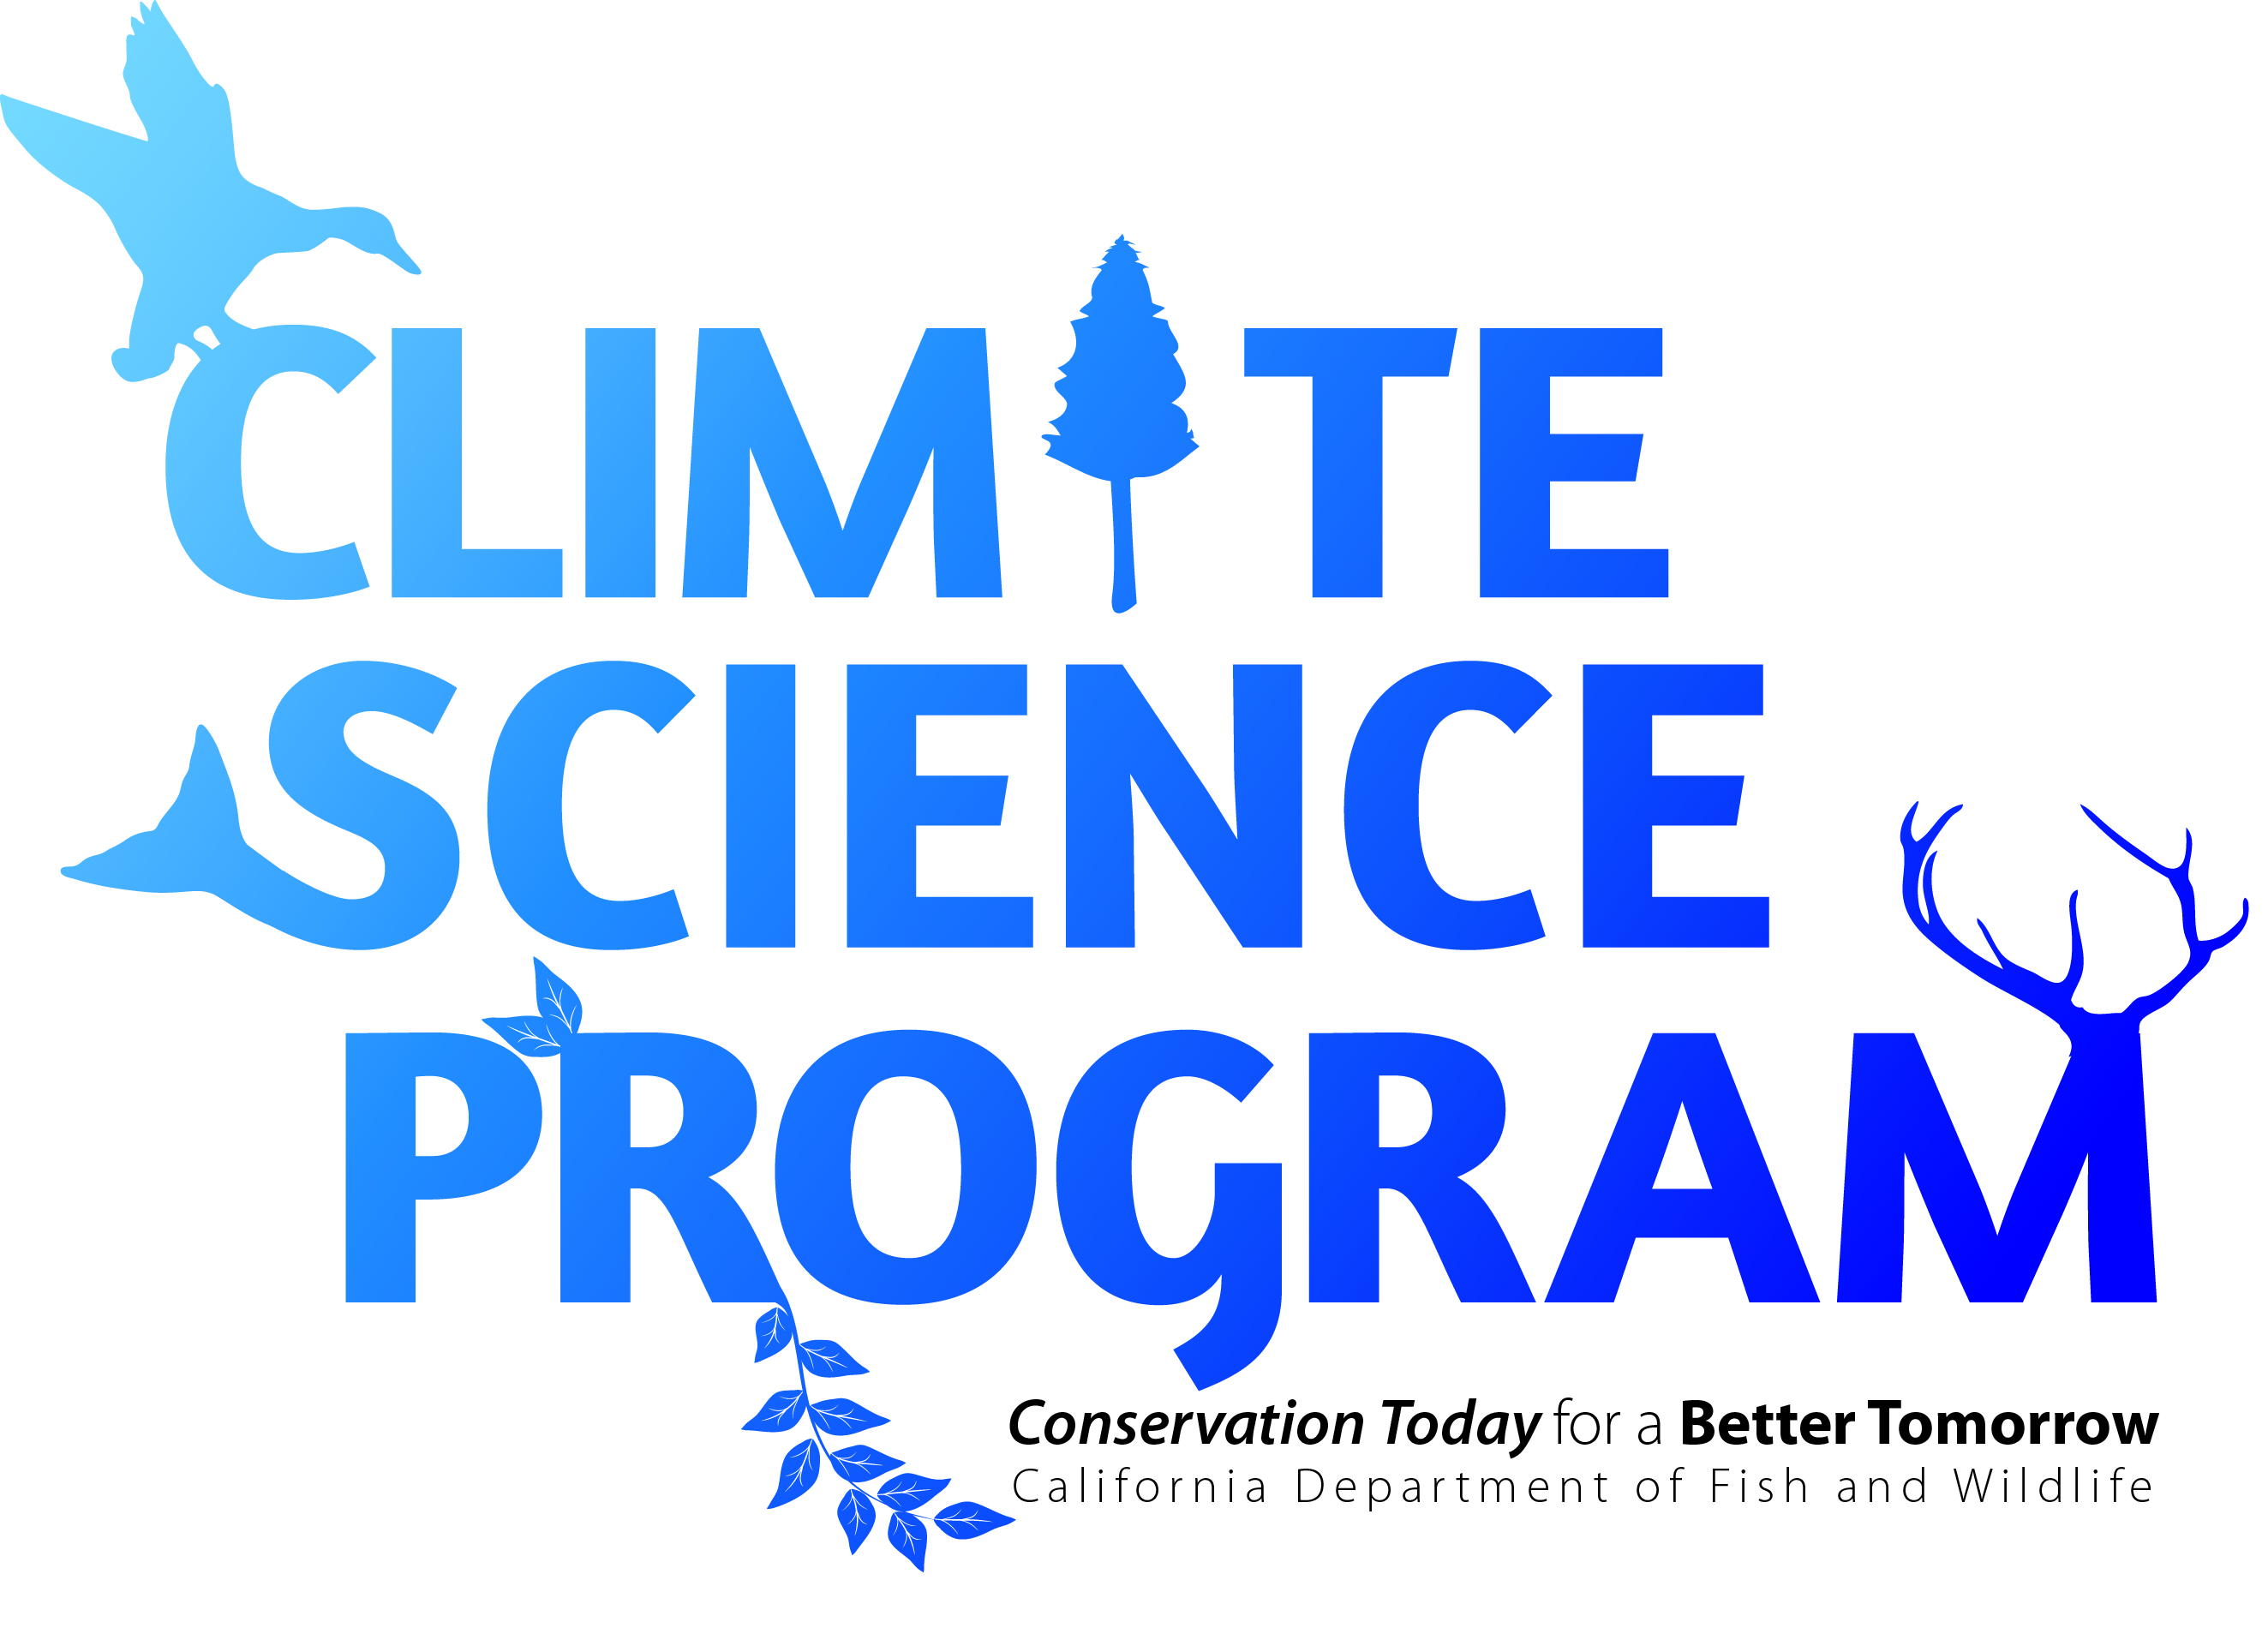 CLIMATE
SCIENCE
PROGRAM
Conservation Today for a Better Tomorrow
California Department of Fish and Wildlife